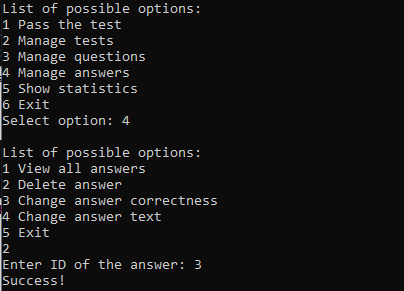 List of possible options:
1 Pass the test
2 Manage tests
3 Manage questions
4 Manage answers
5 Show statistics
6 Exit
Select option: 4

List of possible options:
1 View all answers
2 Delete answer
3 Change answer correctness
4 Change answer text
5 Exit
2
Enter ID of the answer: 3
Success!